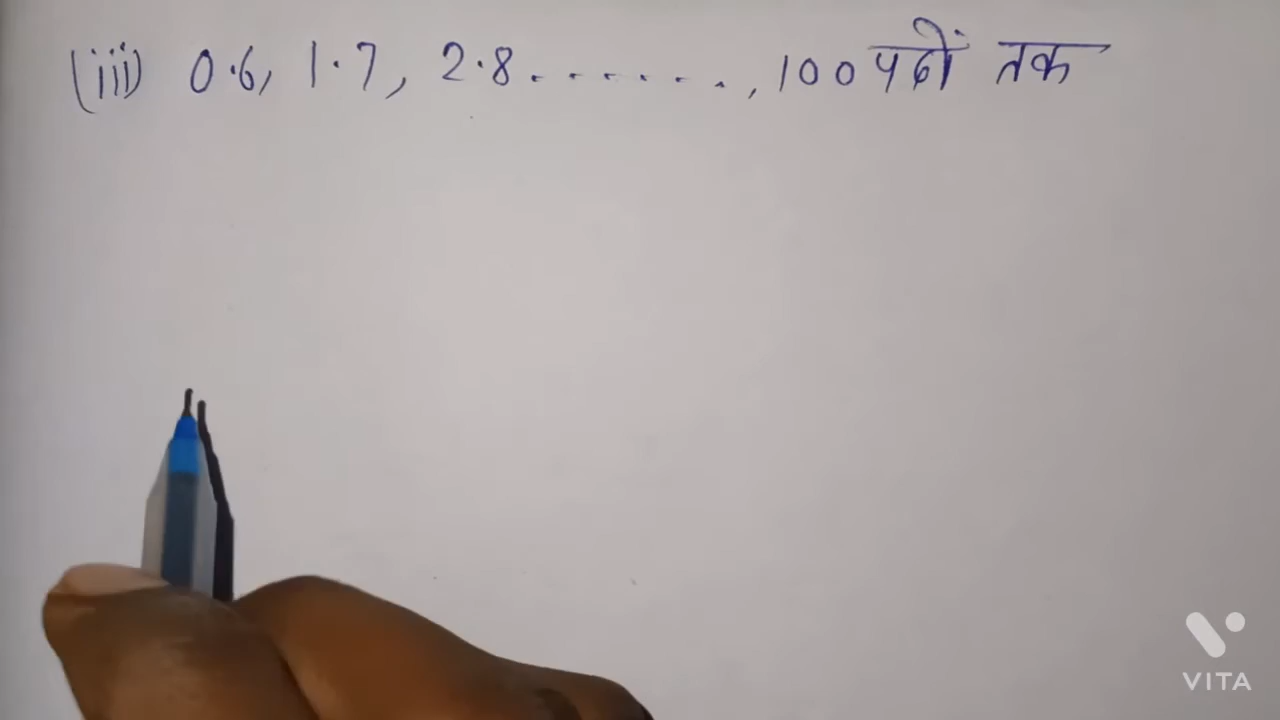 (iii) 0.6, 1.7, 2.8 . . . . . . . , 100 पदों तक
VITA